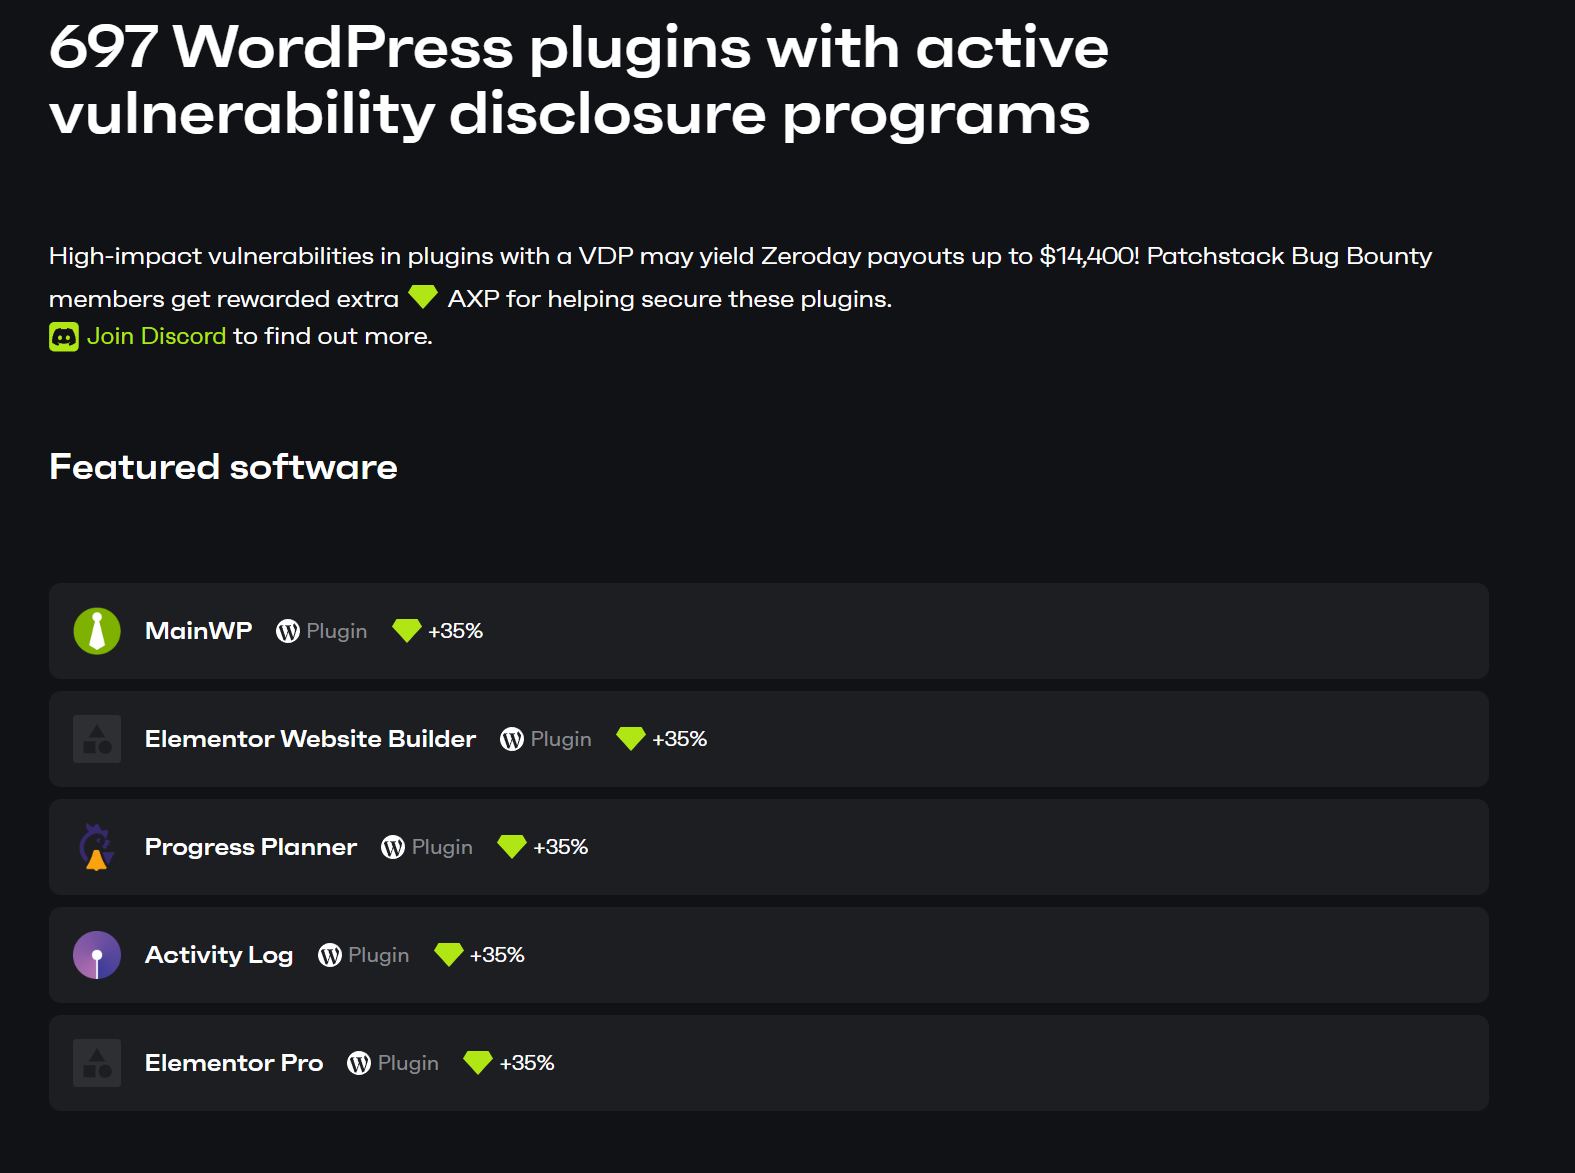 697 WordPress plugins with active
vulnerability disclosure programs
High-impact vulnerabilities in plugins with a VDP may yield Zeroday payouts up to $14,400! Patchstack Bug Bounty
members get rewarded extra AXP for helping secure these plugins.
Join Discord to find out more.
Featured software
MainWP Plugin +35%
Elementor Website Builder Plugin +35%
Progress Planner Plugin +35%
Activity Log Plugin +35%
Elementor Pro Plugin +35%